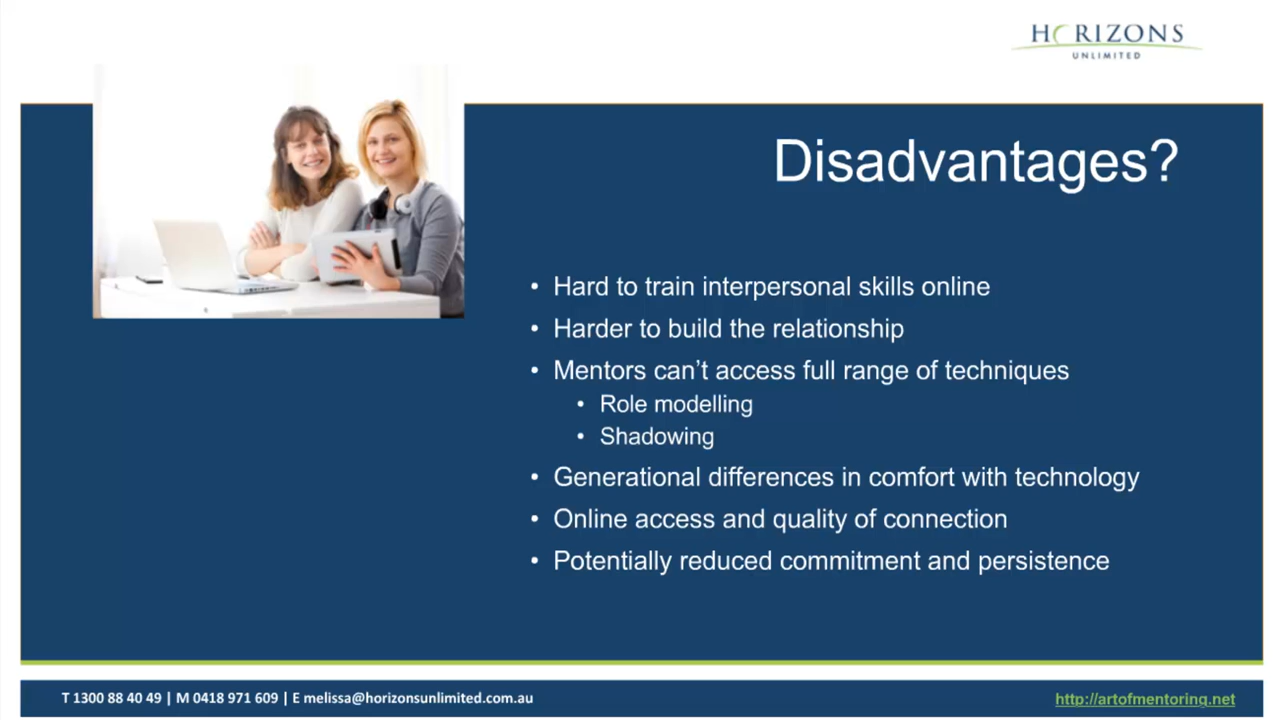 HORIZONS
UNLIMITED
Disadvantages?
• Hard to train interpersonal skills online
• Harder to build the relationship
• Mentors can’t access full range of techniques
• Role modelling
• Shadowing
• Generational differences in comfort with technology
• Online access and quality of connection
• Potentially reduced commitment and persistence
T 1300 88 40 49 | M 0418 971 609 | E melissa@horizonsunlimited.com.au
http://artofmentoring.net